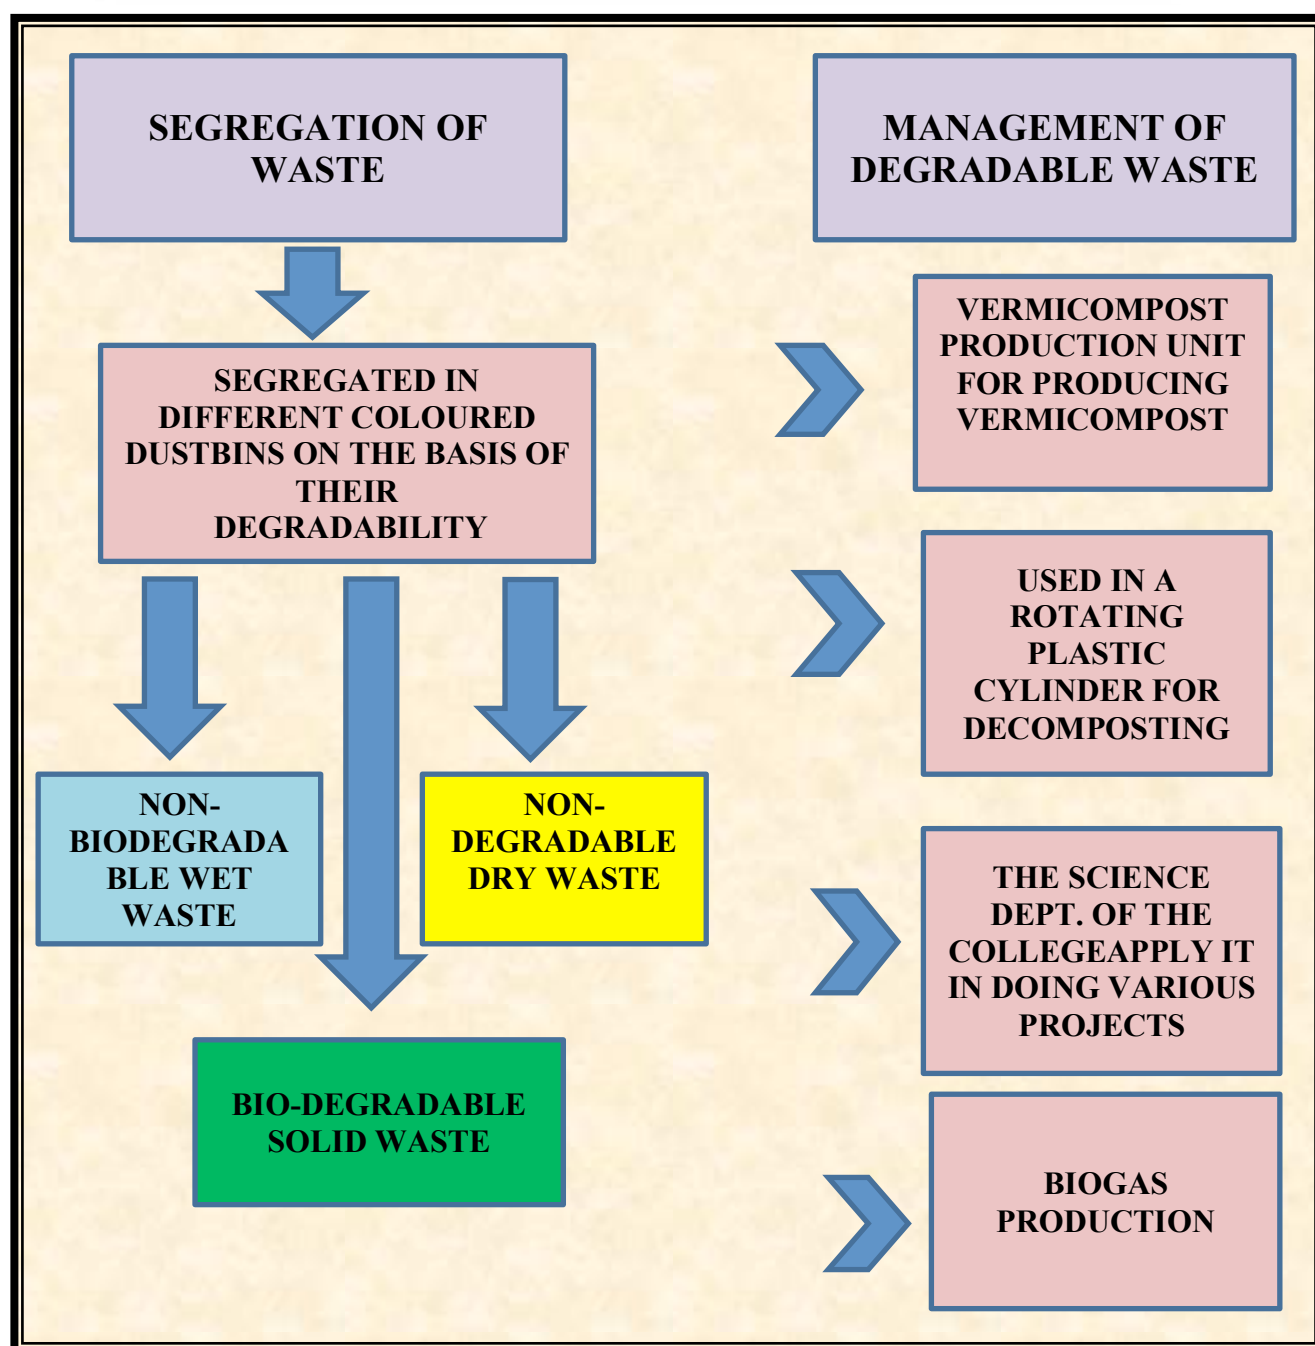 SEGREGATION OF
WASTE
SEGREGATED IN
DIFFERENT COLOURED
DUSTBINS ON THE BASIS OF
THEIR
DEGRADABILITY
NON-
BIODEGRADA
BLE WET
WASTE
NON-
DEGRADABLE
DRY WASTE
BIO-DEGRADABLE
SOLID WASTE
MANAGEMENT OF
DEGRADABLE WASTE
VERMICOMPOST
PRODUCTION UNIT
FOR PRODUCING
VERMICOMPOST
USED IN A
ROTATING
PLASTIC
CYLINDER FOR
DECOMPOSTING
THE SCIENCE
DEPT. OF THE
COLLEGEAPPLY IT
IN DOING VARIOUS
PROJECTS
BIOGAS
PRODUCTION